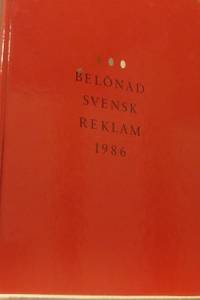 BELÖNAD
SVENSK
REKLAM
1986